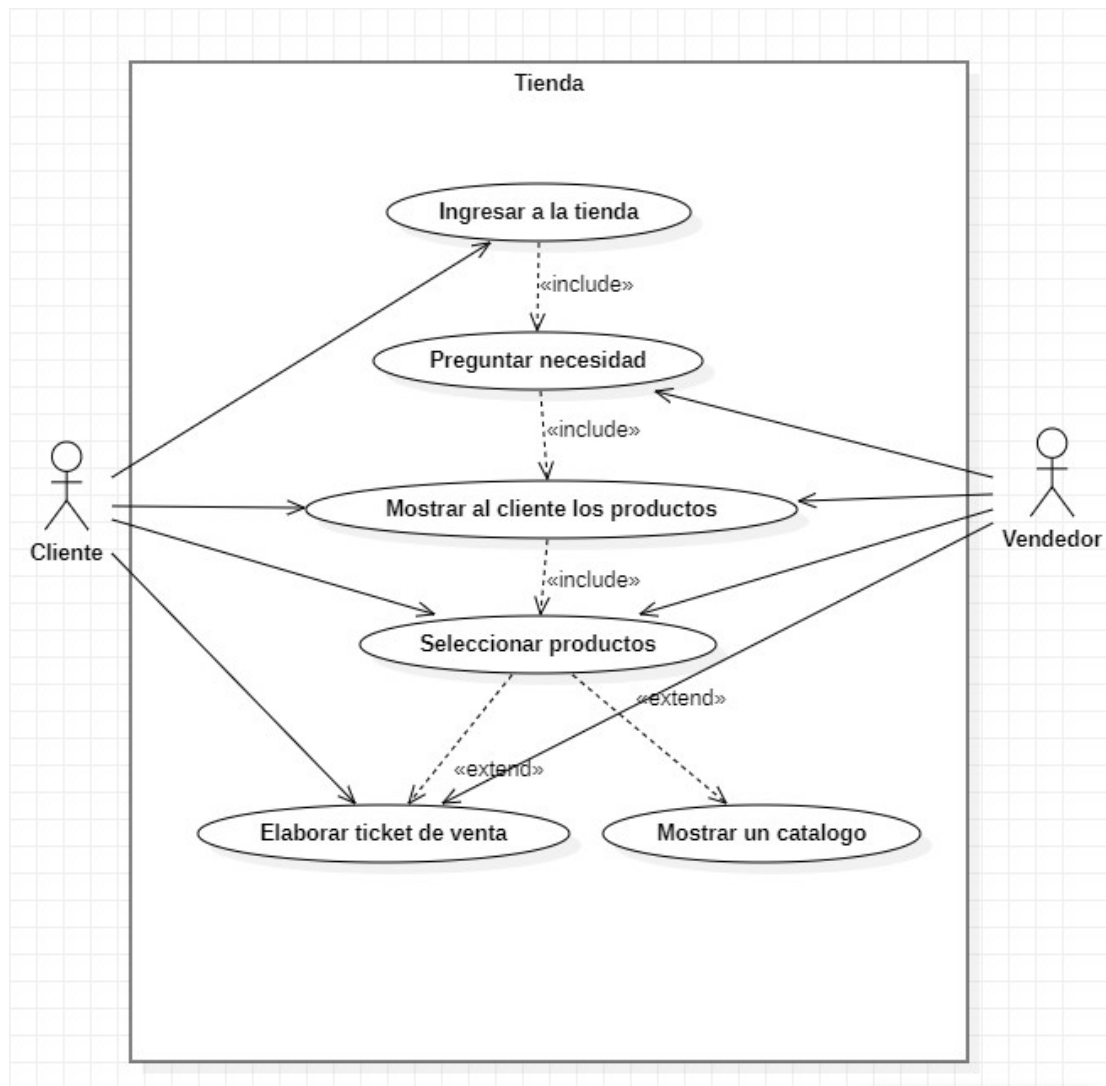 Tienda
Ingresar a la tienda
«include»
Preguntar necesidad
«include»
Mostrar al cliente los productos
Cliente
Vendedor
«include»
Seleccionar productos
«extend»
«extend»
Elaborar ticket de venta
Mostrar un catalogo